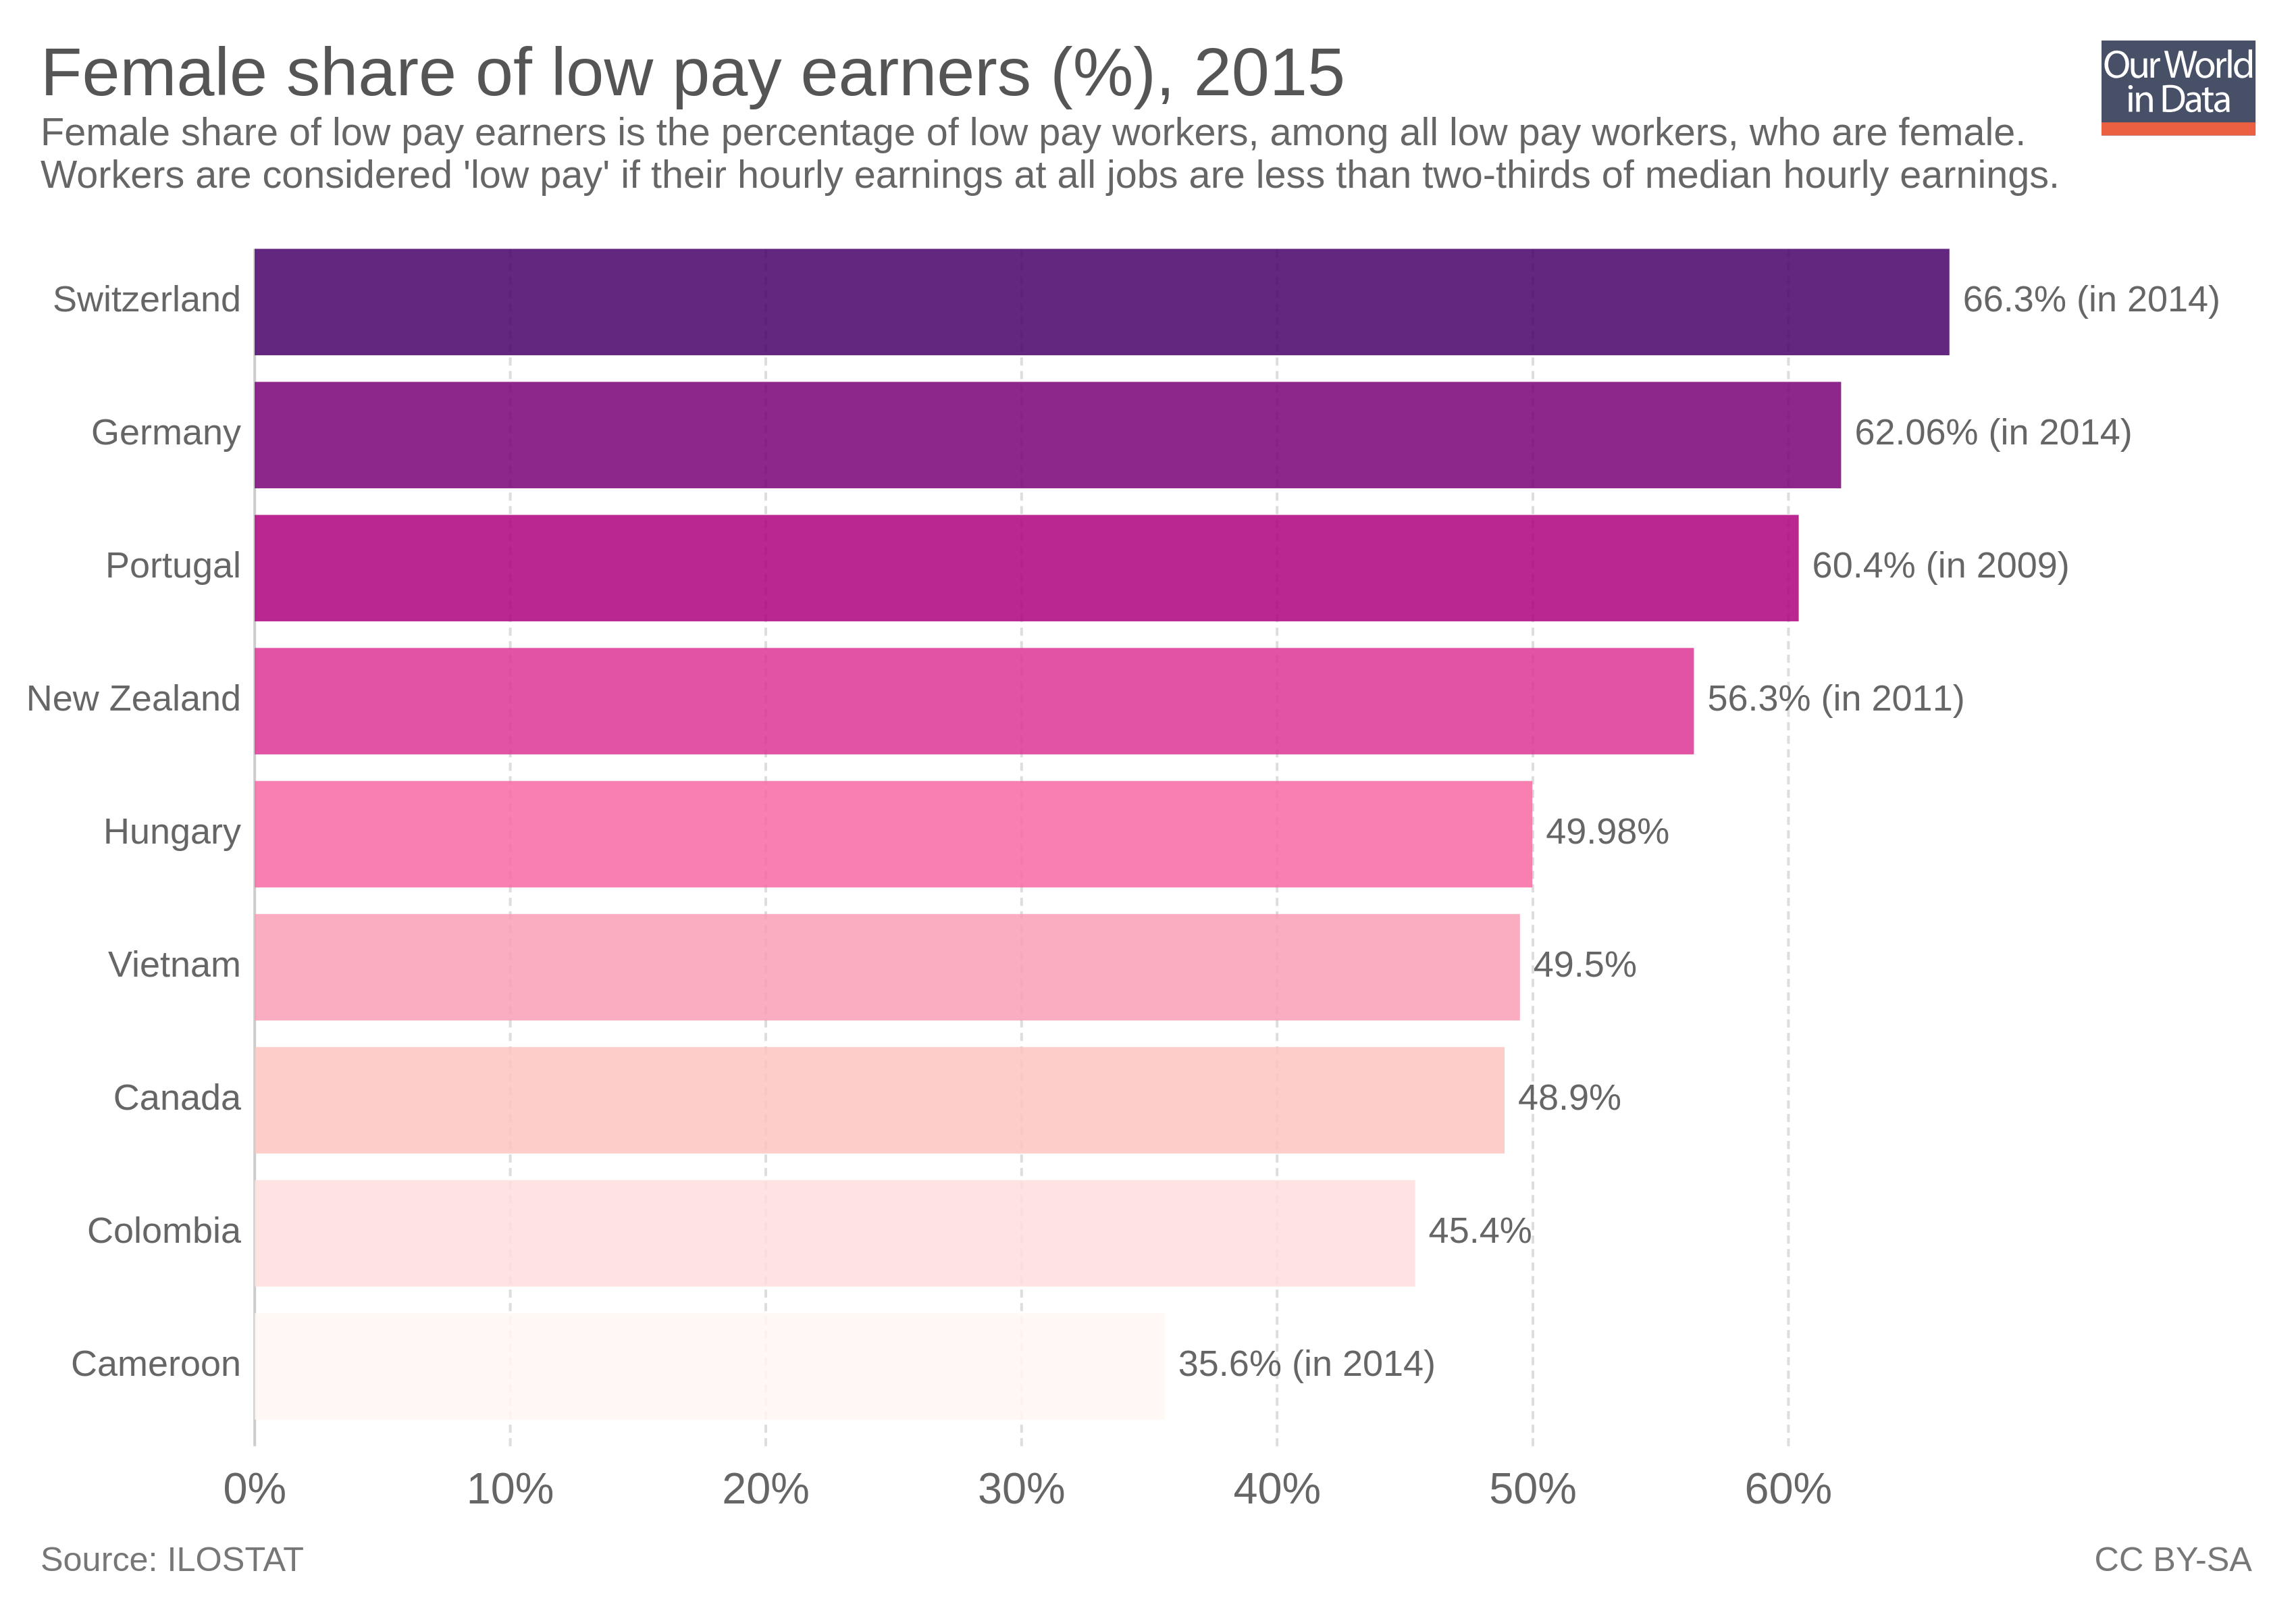 Female share of low pay earners (%), 2015
Our World
in Data
Female share of low pay earners is the percentage of low pay workers, among all low pay workers, who are female.
Workers are considered 'low pay' if their hourly earnings at all jobs are less than two-thirds of median hourly earnings.
Switzerland 66.3% (in 2014)
Germany 62.06% (in 2014)
Portugal 60.4% (in 2009)
New Zealand 56.3% (in 2011)
Hungary 49.98%
Vietnam 49.5%
Canada 48.9%
Colombia 45.4%
Cameroon 35.6% (in 2014)
0% 10% 20% 30% 40% 50% 60%
Source: ILOSTAT CC BY-SA